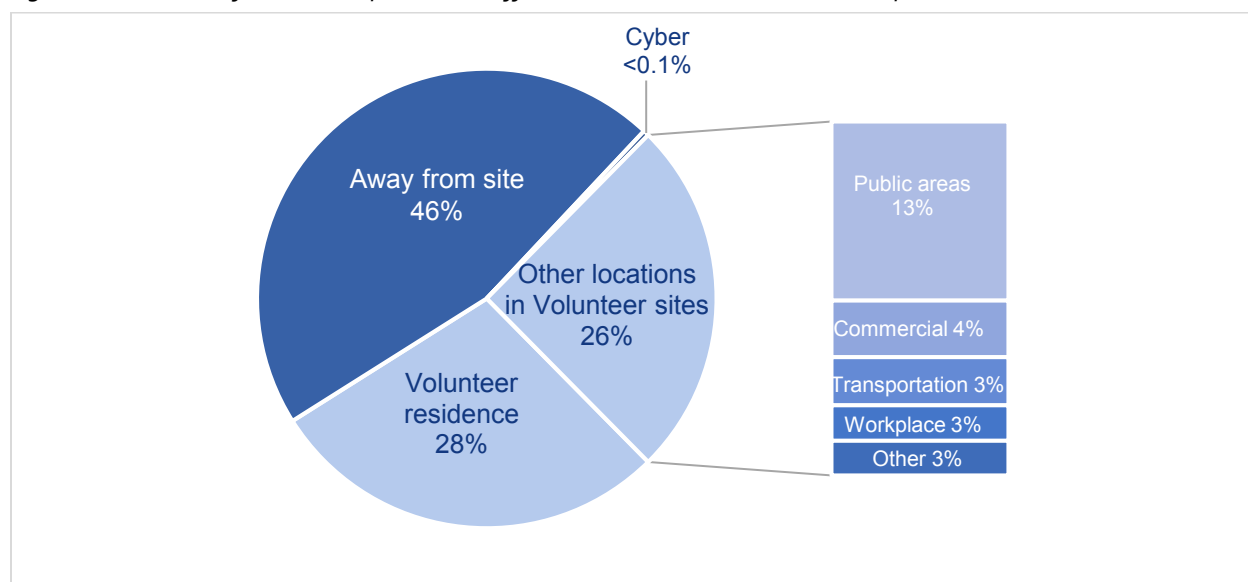 Cyber
<0.1%
Away from site
46%
Other locations
in Volunteer sites
26%
Volunteer
residence
28%
Public areas
13%
Commercial 4%
Transportation 3%
Workplace 3%
Other 3%